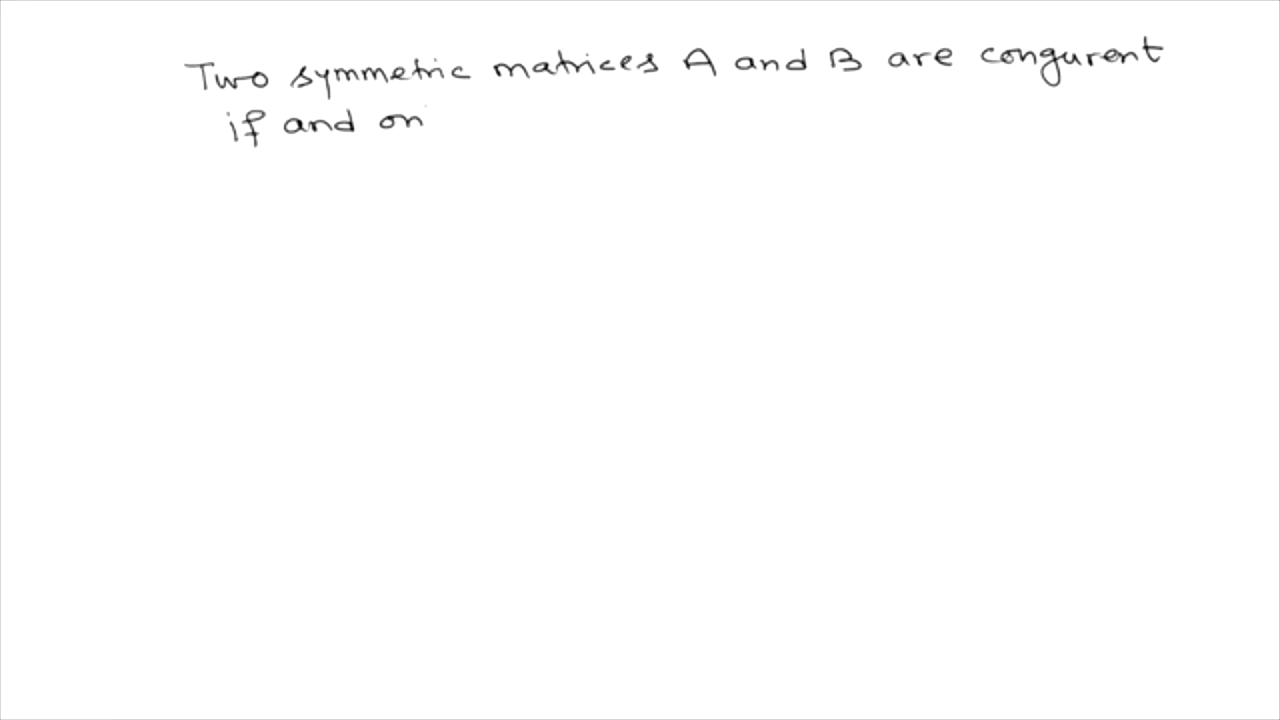 Two symmetric matrices A and B are congurent
if and on